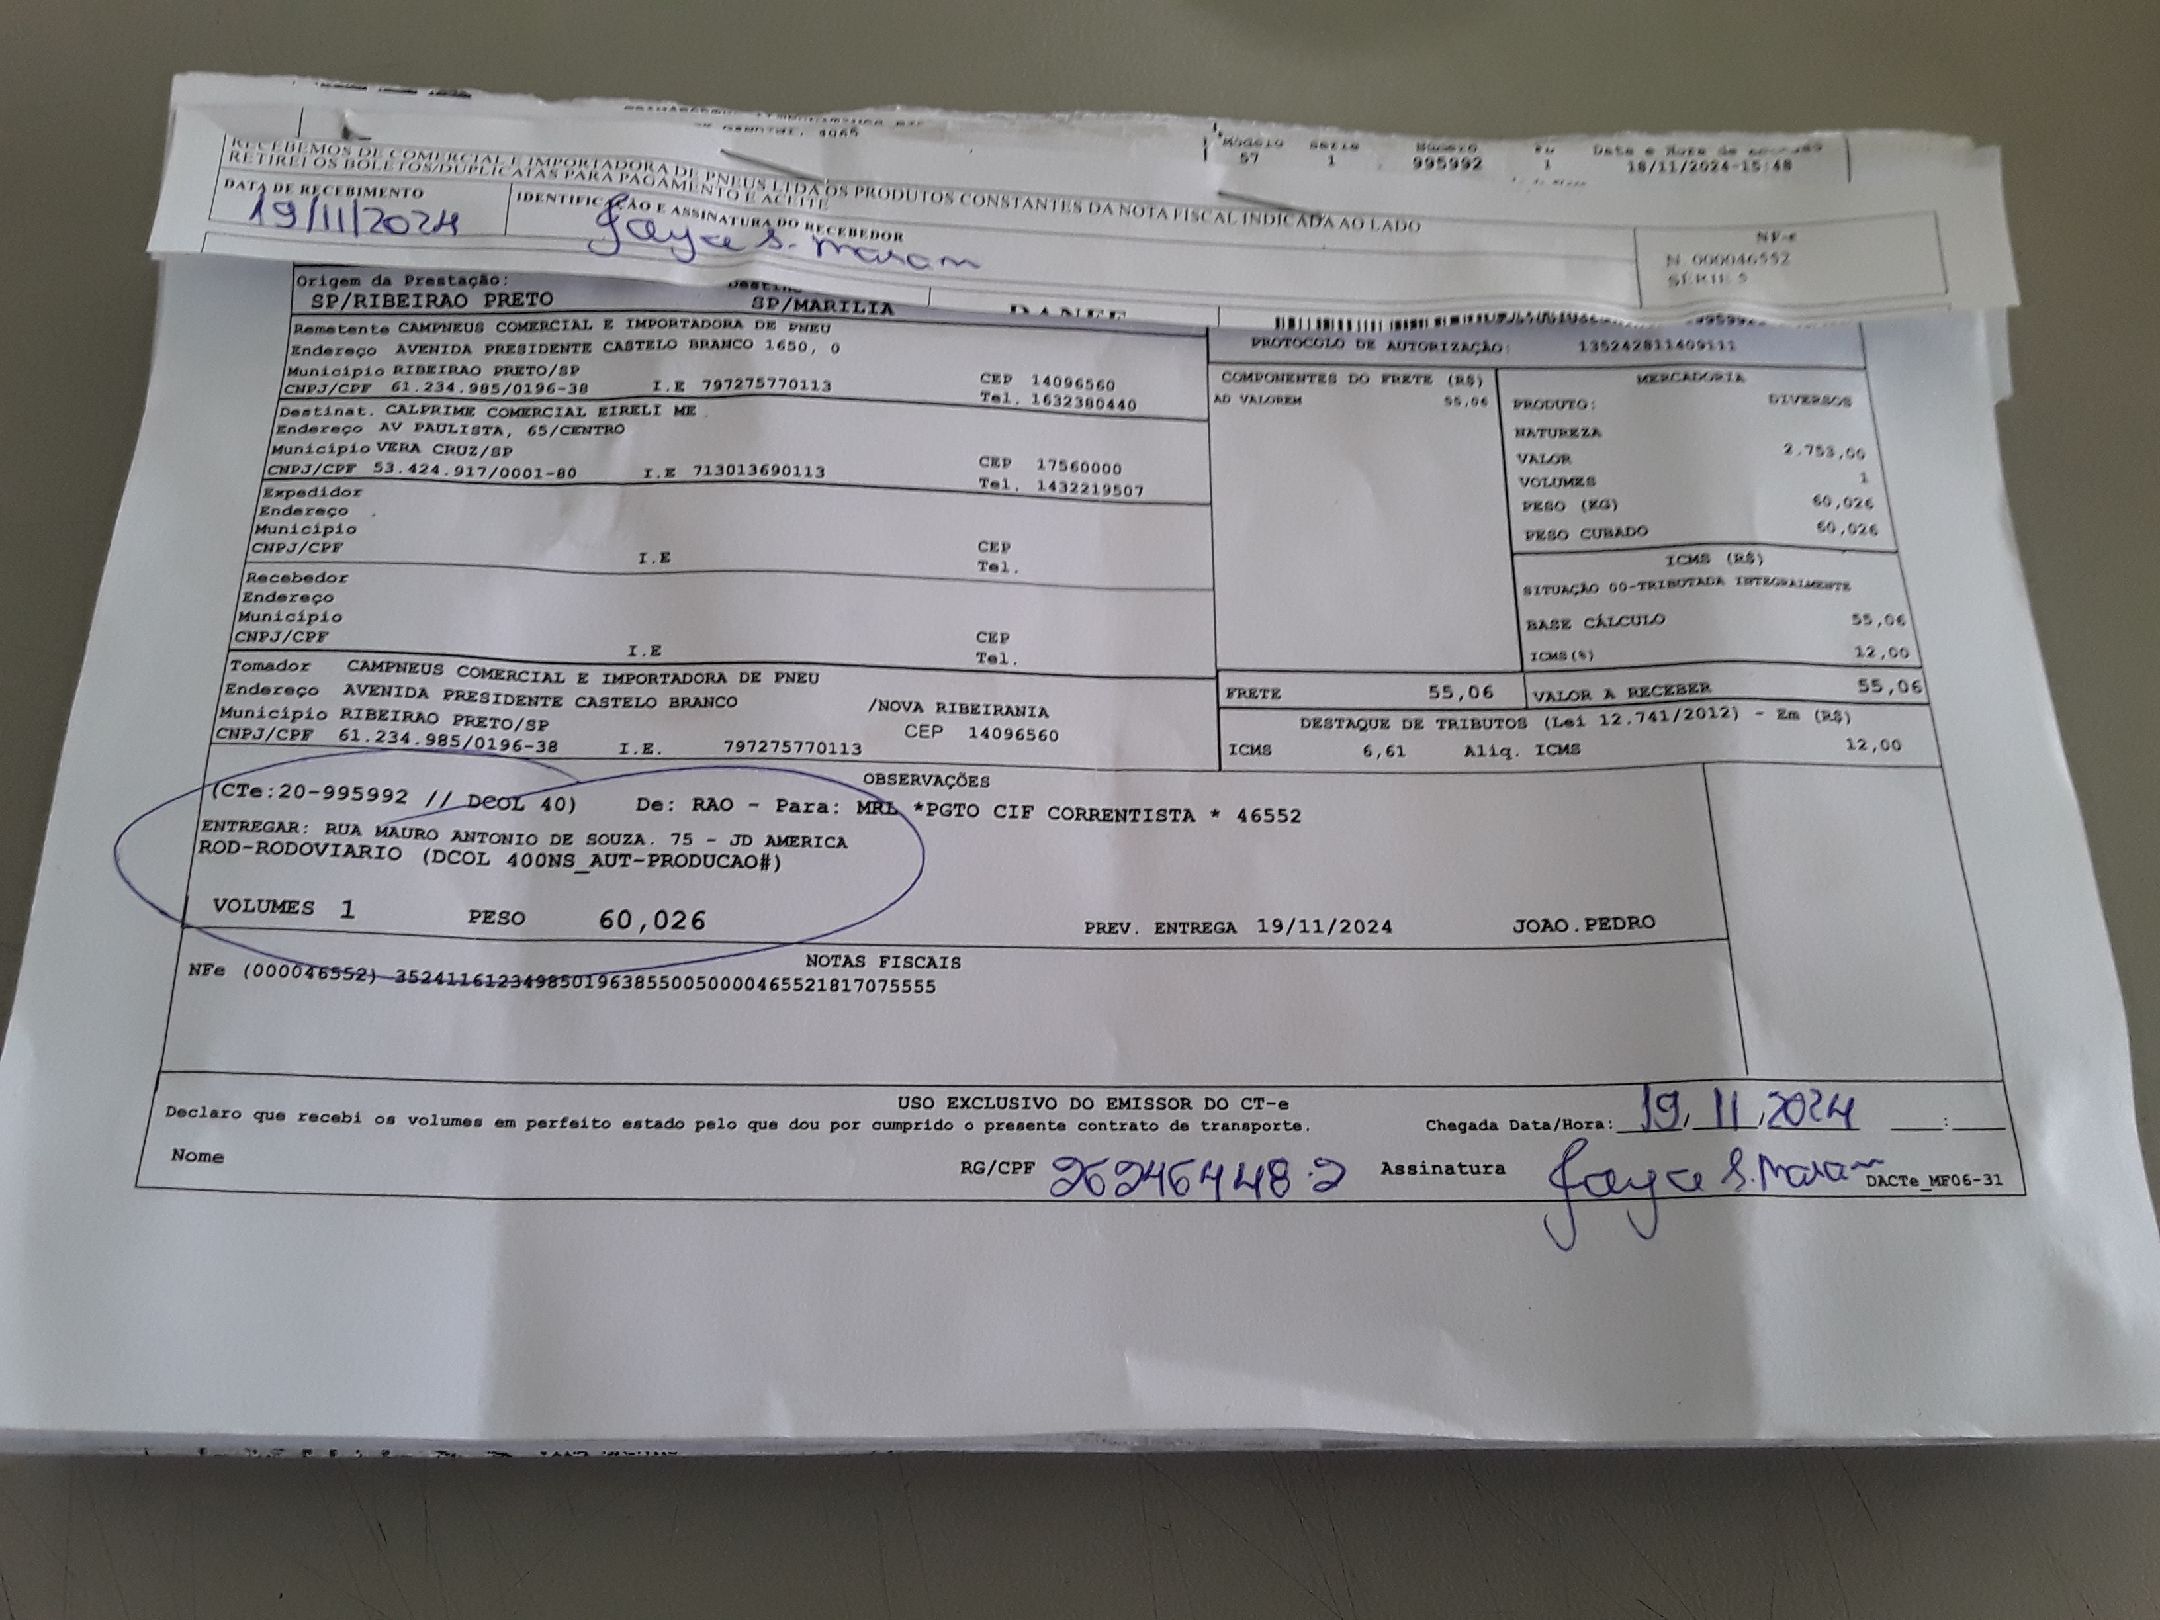 Modelo Série Número FL Data e Hora de
57 1 995992 1 18/11/2024-15:48
RECEBEMOS DE COMERCIAL E IMPORTADORA DE PNEUS LTDA OS PRODUTOS CONSTANTES DA NOTA FISCAL INDICADA AO LADO
RETIREI OS BOLETOS/DUPLICATAS PARA PAGAMENTO E ACEITE
DATA DE RECEBIMENTO IDENTIFICAÇÃO E ASSINATURA DO RECEBEDOR
19/11/2024
NF-e
N. 000046552
SÉRIE 5
Origem da Prestação:
SP/RIBEIRAO PRETO SP/MARILIA DANFE
Remetente CAMPNEUS COMERCIAL E IMPORTADORA DE PNEU
Endereço AVENIDA PRESIDENTE CASTELO BRANCO 1650, 0
Município RIBEIRAO PRETO/SP CEP 14096560
CNPJ/CPF 61.234.985/0196-38 I.E 797275770113 Tel. 1632380440
Destinat. CALPRIME COMERCIAL EIRELI ME
Endereço AV PAULISTA, 65/CENTRO
Município VERA CRUZ/SP CEP 17560000
CNPJ/CPF 53.424.917/0001-80 I.E 713013690113 Tel. 1432219507
Expedidor
Endereço
Município CEP
CNPJ/CPF I.E Tel.
Recebedor
Endereço
Município CEP
CNPJ/CPF I.E Tel.
Tomador CAMPNEUS COMERCIAL E IMPORTADORA DE PNEU
Endereço AVENIDA PRESIDENTE CASTELO BRANCO /NOVA RIBEIRANIA
Município RIBEIRAO PRETO/SP CEP 14096560
CNPJ/CPF 61.234.985/0196-38 I.E. 797275770113
PROTOCOLO DE AUTORIZAÇÃO: 135242811409111
COMPONENTES DO FRETE (R$)
AD VALOREM 55,06
MERCADORIA
PRODUTO: DIVERSOS
NATUREZA
VALOR 2.753,00
VOLUMES 1
PESO (KG) 60,026
PESO CUBADO 60,026
ICMS (R$)
SITUAÇÃO 00-TRIBUTADA INTEGRALMENTE
BASE CÁLCULO 55,06
ICMS(%) 12,00
FRETE 55,06 VALOR A RECEBER 55,06
DESTAQUE DE TRIBUTOS (Lei 12.741/2012) - Em (R$)
ICMS 6,61 Aliq. ICMS 12,00
OBSERVAÇÕES
(CTe:20-995992 // DCOL 40) De: RAO - Para: MRL *PGTO CIF CORRENTISTA * 46552
ENTREGAR: RUA MAURO ANTONIO DE SOUZA. 75 - JD AMERICA
ROD-RODOVIARIO (DCOL 400NS_AUT-PRODUCAO#)
VOLUMES 1 PESO 60,026 PREV. ENTREGA 19/11/2024 JOAO.PEDRO
NOTAS FISCAIS
NFe (000046552) 35241161234985019638550050000465521817075555
USO EXCLUSIVO DO EMISSOR DO CT-e
Declaro que recebi os volumes em perfeito estado pelo que dou por cumprido o presente contrato de transporte. Chegada Data/Hora: 19/11/2024 __:__
Nome RG/CPF 26246448-2 Assinatura
DACTe_MF06-31